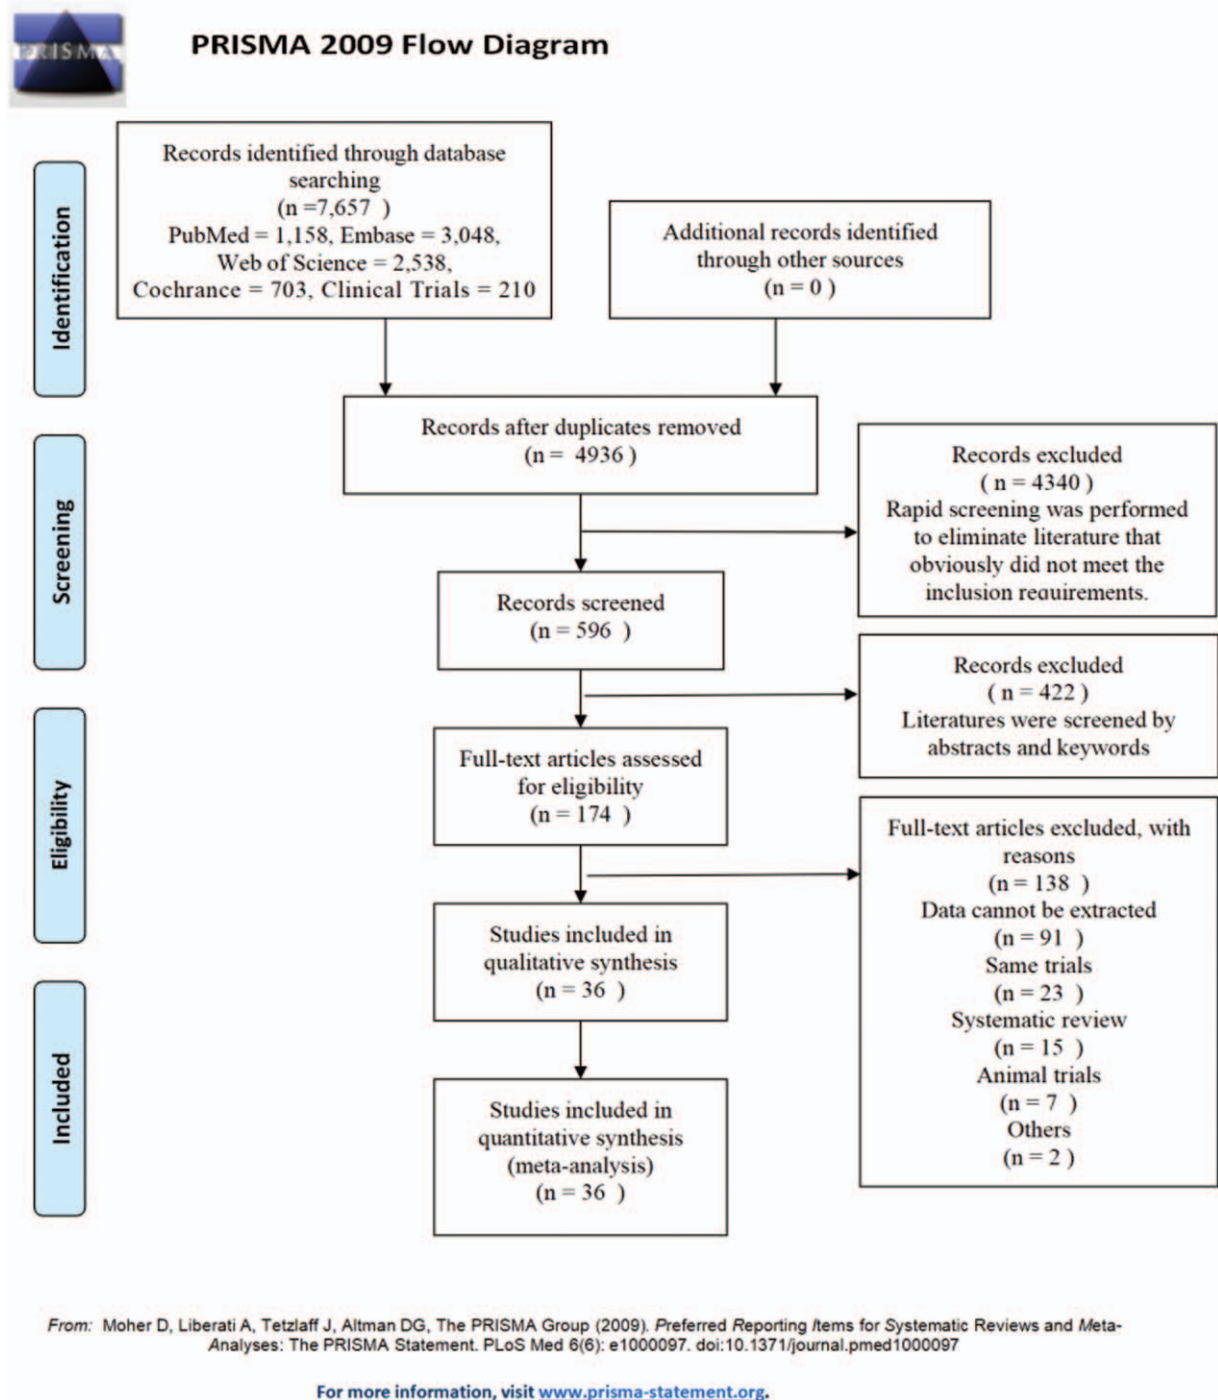 PRISMA
PRISMA 2009 Flow Diagram
Identification
Records identified through database
searching
(n =7,657 )
PubMed = 1,158, Embase = 3,048,
Web of Science = 2,538,
Cochrance = 703, Clinical Trials = 210
Additional records identified
through other sources
(n = 0 )
Records after duplicates removed
(n = 4936 )
Screening
Records excluded
( n = 4340 )
Rapid screening was performed
to eliminate literature that
obviously did not meet the
inclusion requirements.
Records screened
(n = 596 )
Records excluded
( n = 422 )
Literatures were screened by
abstracts and keywords
Eligibility
Full-text articles assessed
for eligibility
(n = 174 )
Full-text articles excluded, with
reasons
(n = 138 )
Data cannot be extracted
(n = 91 )
Same trials
(n = 23 )
Systematic review
(n = 15 )
Animal trials
(n = 7 )
Others
(n = 2 )
Studies included in
qualitative synthesis
(n = 36 )
Included
Studies included in
quantitative synthesis
(meta-analysis)
(n = 36 )
From: Moher D, Liberati A, Tetzlaff J, Altman DG, The PRISMA Group (2009). Preferred Reporting Items for Systematic Reviews and Meta-
Analyses: The PRISMA Statement. PLoS Med 6(6): e1000097. doi:10.1371/journal.pmed1000097
For more information, visit www.prisma-statement.org.